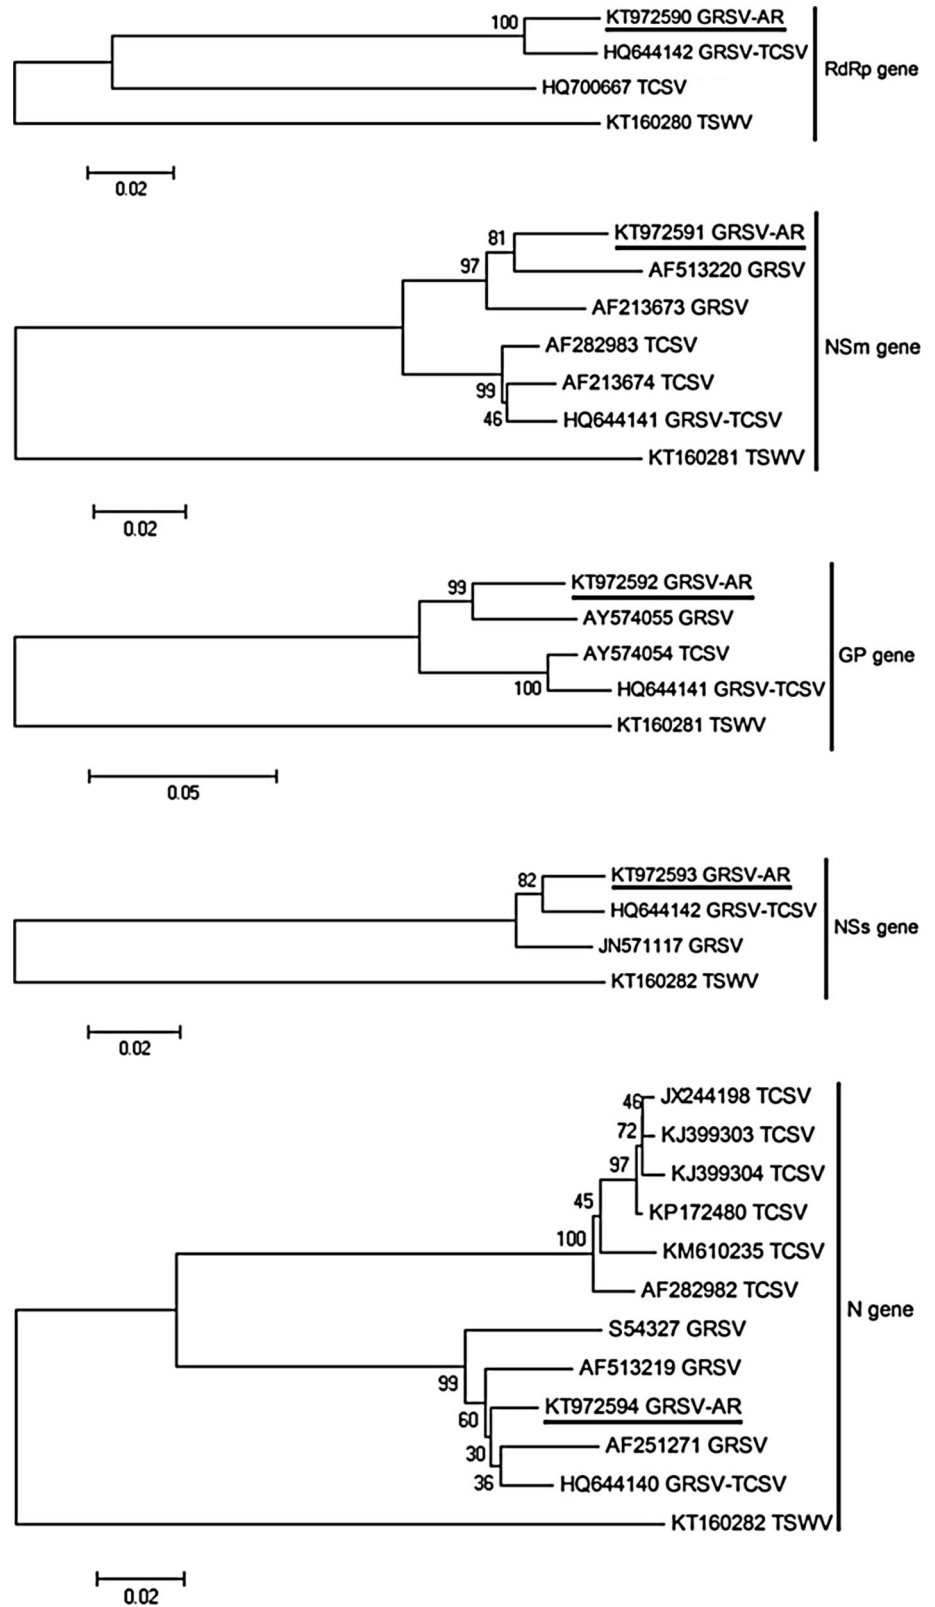 100
KT972590 GRSV-AR
HQ644142 GRSV-TCSV
HQ700667 TCSV
KT160280 TSWV
RdRp gene
0.02
81
97
KT972591 GRSV-AR
AF513220 GRSV
AF213673 GRSV
AF282983 TCSV
99
AF213674 TCSV
46
HQ644141 GRSV-TCSV
KT160281 TSWV
NSm gene
0.02
99
KT972592 GRSV-AR
AY574055 GRSV
AY574054 TCSV
100
HQ644141 GRSV-TCSV
KT160281 TSWV
GP gene
0.05
82
KT972593 GRSV-AR
HQ644142 GRSV-TCSV
JN571117 GRSV
KT160282 TSWV
NSs gene
0.02
46
JX244198 TCSV
72
KJ399303 TCSV
97
KJ399304 TCSV
45
KP172480 TCSV
100
KM610235 TCSV
AF282982 TCSV
S54327 GRSV
99
AF513219 GRSV
60
KT972594 GRSV-AR
30
AF251271 GRSV
36
HQ644140 GRSV-TCSV
KT160282 TSWV
N gene
0.02